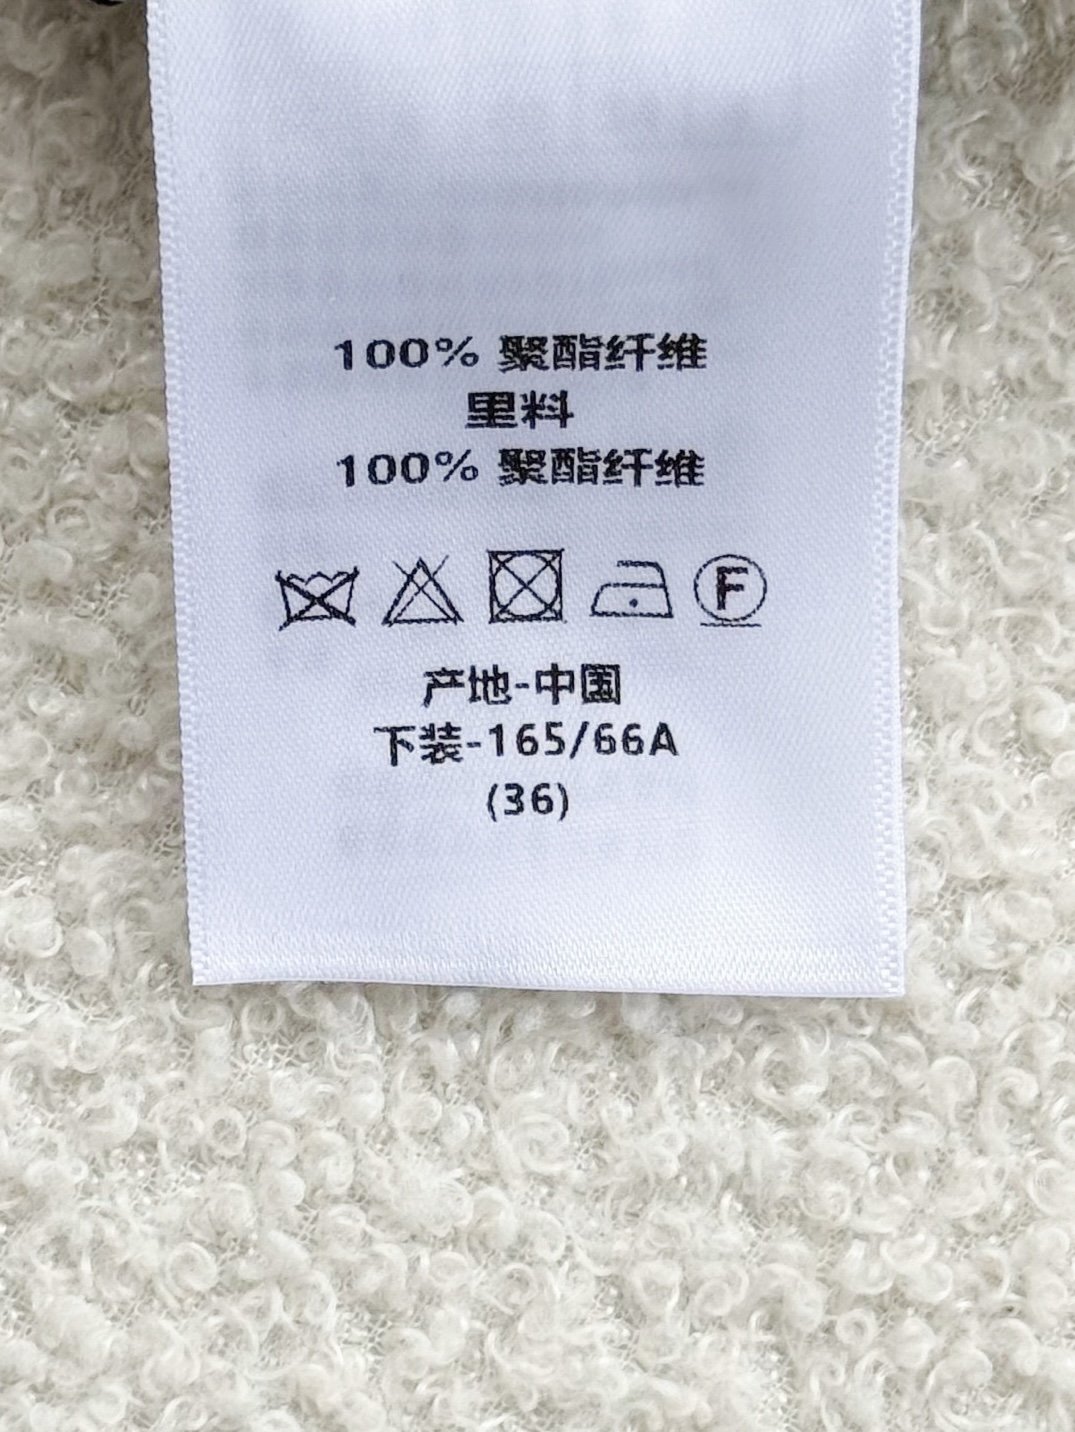 100% 聚酯纤维
里料
100% 聚酯纤维
F
产地-中国
下装-165/66A
(36)